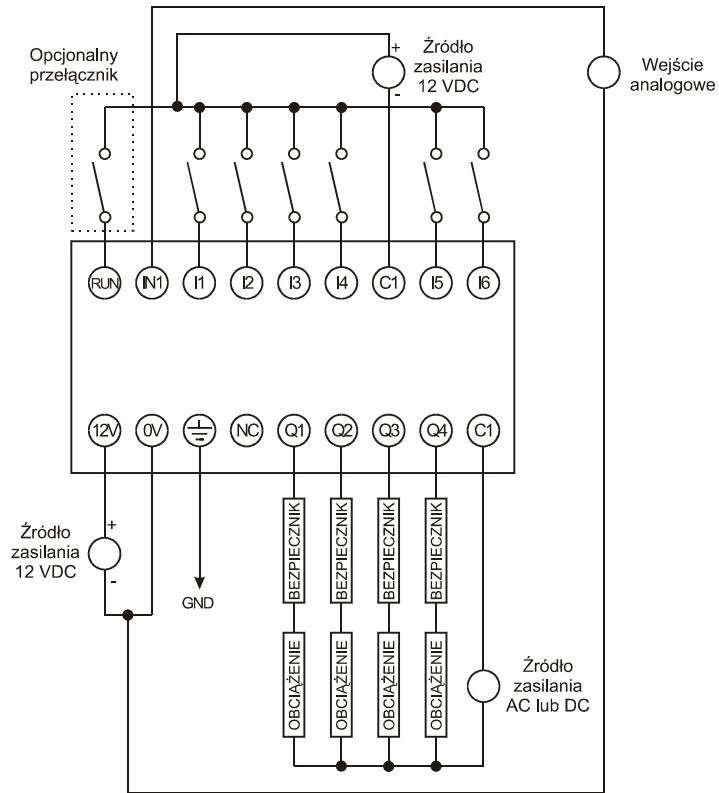 Opcjonalny
przełącznik
+
Źródło
zasilania
12 VDC
-
Wejście
analogowe
RUN
IN1
I1
I2
I3
I4
C1
I5
I6
12V
0V
NC
Q1
Q2
Q3
Q4
C1
+
Źródło
zasilania
12 VDC
-
GND
BEZPIECZNIK
BEZPIECZNIK
BEZPIECZNIK
BEZPIECZNIK
OBCIĄŻENIE
OBCIĄŻENIE
OBCIĄŻENIE
OBCIĄŻENIE
Źródło
zasilania
AC lub DC